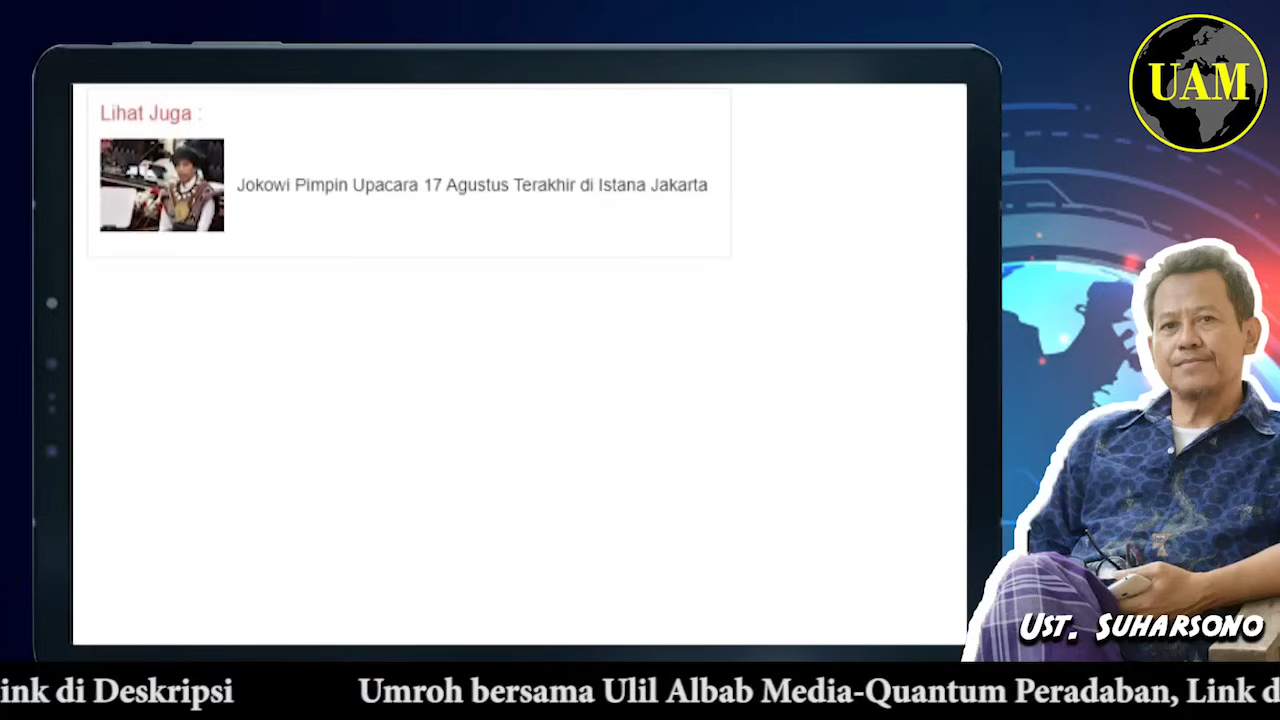 UAM
Lihat Juga :
Jokowi Pimpin Upacara 17 Agustus Terakhir di Istana Jakarta
UST. SUHARSONO
ink di Deskripsi
Umroh bersama Ulil Albab Media-Quantum Peradaban, Link d